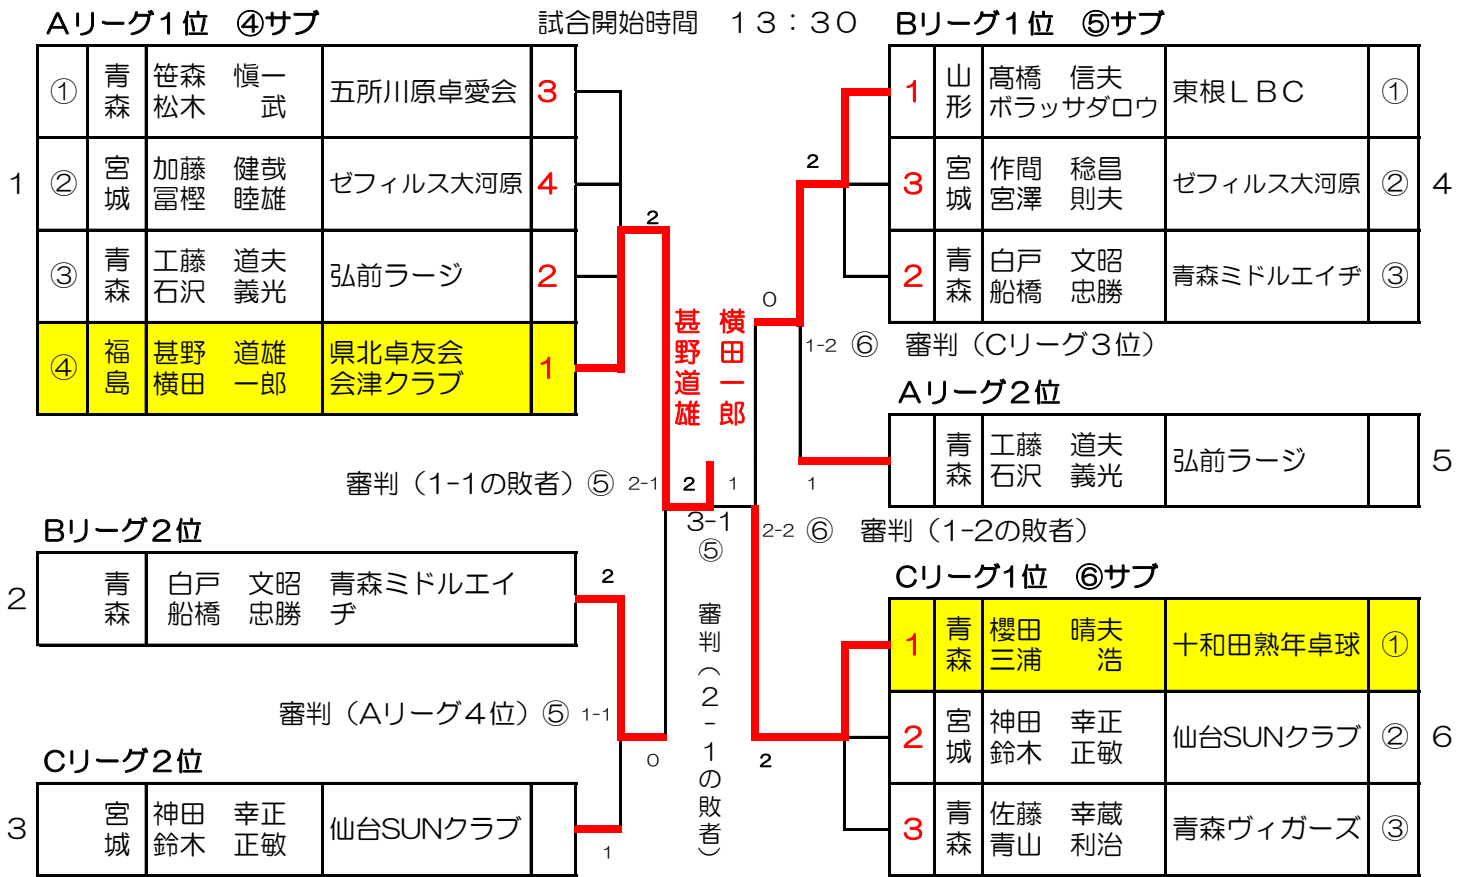 Aリーグ１位　④サブ
試合開始時間　１３：３０
Bリーグ１位　⑤サブ
1
① 青森 笹森　愼一 五所川原卓愛会 3
松木　　武
② 宮城 加藤　健哉 ゼフィルス大河原 4
冨樫　睦雄
③ 青森 工藤　道夫 弘前ラージ 2
石沢　義光
④ 福島 甚野　道雄 県北卓友会 1
横田　一郎 会津クラブ
2
1 山形 髙橋　信夫 東根ＬＢＣ ①
ボラッサダロウ
3 宮城 作間　稔昌 ゼフィルス大河原 ②
宮澤　則夫
2 青森 白戸　文昭 青森ミドルエイヂ ③
船橋　忠勝
4
2
0
横田一郎
甚野道雄
1-2 ⑥　審判（Cリーグ３位）
Aリーグ２位
青森 工藤　道夫 弘前ラージ
石沢　義光
5
1
審判（1-1の敗者）⑤ 2-1
2
1
3-1
⑤
審判（２-１の敗者）
2-2 ⑥　審判（1-2の敗者）
Bリーグ２位
2
青森 白戸　文昭 青森ミドルエイ
船橋　忠勝 ヂ
2
審判（Aリーグ４位）⑤ 1-1
0
Cリーグ２位
3
宮城 神田　幸正 仙台SUNクラブ
鈴木　正敏
1
Cリーグ1位　⑥サブ
1 青森 櫻田　晴夫 十和田熟年卓球 ①
三浦　　浩
2 宮城 神田　幸正 仙台SUNクラブ ②
鈴木　正敏
3 青森 佐藤　幸蔵 青森ヴィガーズ ③
青山　利治
6
2